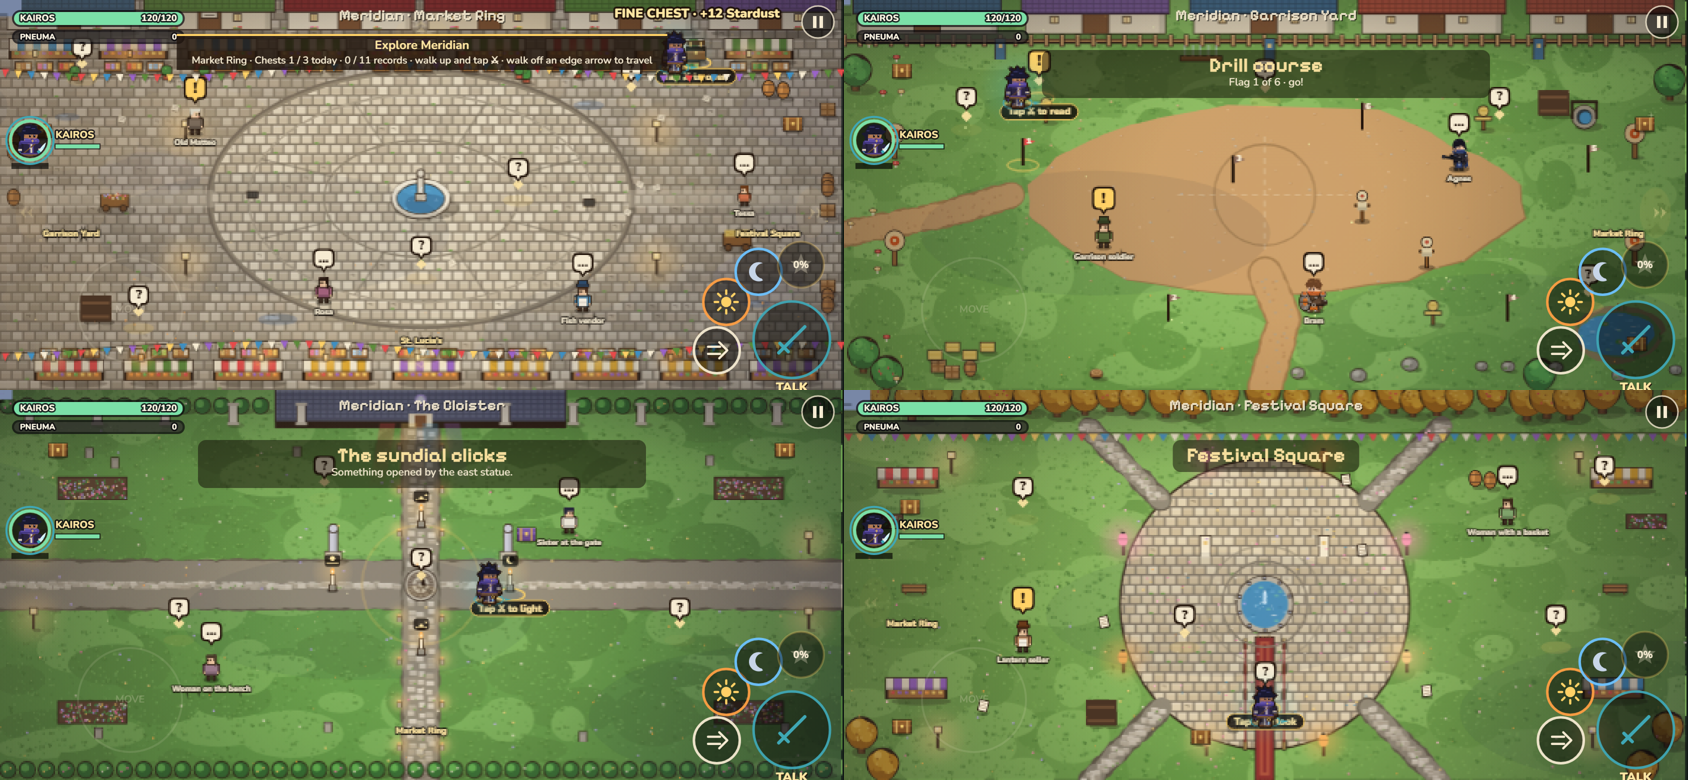 KAIROS 120/120
PNEUMA 0
Meridian · Market Ring
FINE CHEST · +12 Stardust
Explore Meridian
Market Ring · Chests 1 / 3 today · 0 / 11 records · walk up and tap ⚔ · walk off an edge arrow to travel
?
!
Old Matteo
KAIROS
?
...
Tessa
Garrison Yard
Festival Square
?
...
Rosa
...
Fish vendor
?
0%
St. Lucia's
TALK
KAIROS 120/120
PNEUMA 0
Meridian · Garrison Yard
Drill course
Flag 1 of 6 · go!
!
Tap ⚔ to read
?
?
...
Agnes
KAIROS
!
Garrison soldier
Market Ring
?
0%
MOVE
...
Bram
TALK
KAIROS 120/120
PNEUMA 0
Meridian · The Cloister
The sundial clicks
Something opened by the east statue.
?
...
Sister at the gate
KAIROS
?
Tap ⚔ to light
?
?
...
Woman on the bench
0%
MOVE
Market Ring
TALK
KAIROS 120/120
PNEUMA 0
Meridian · Festival Square
Festival Square
?
...
Woman with a basket
?
KAIROS
!
Lantern seller
Market Ring
?
?
?
0%
MOVE
TALK